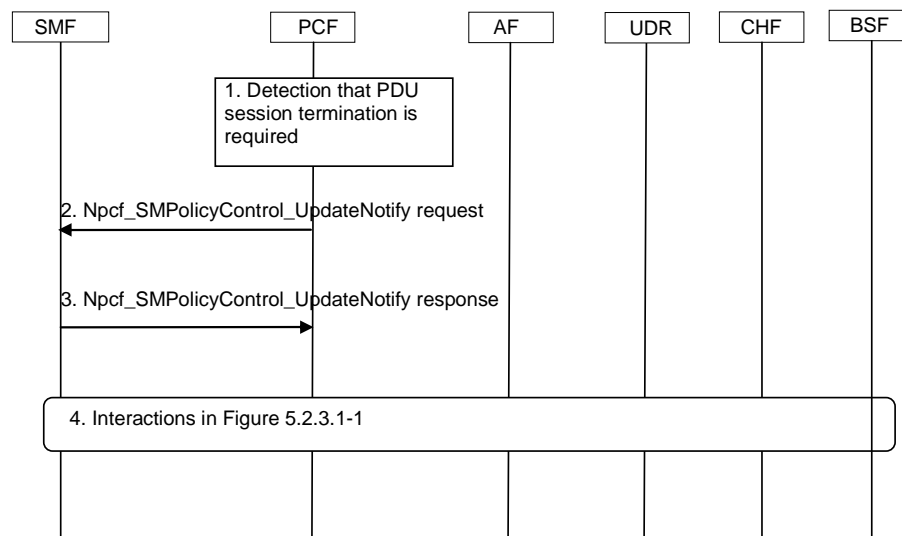 SMF PCF AF UDR CHF BSF
1. Detection that PDU
session termination is
required
2. Npcf_SMPolicyControl_UpdateNotify request
3. Npcf_SMPolicyControl_UpdateNotify response
4. Interactions in Figure 5.2.3.1-1